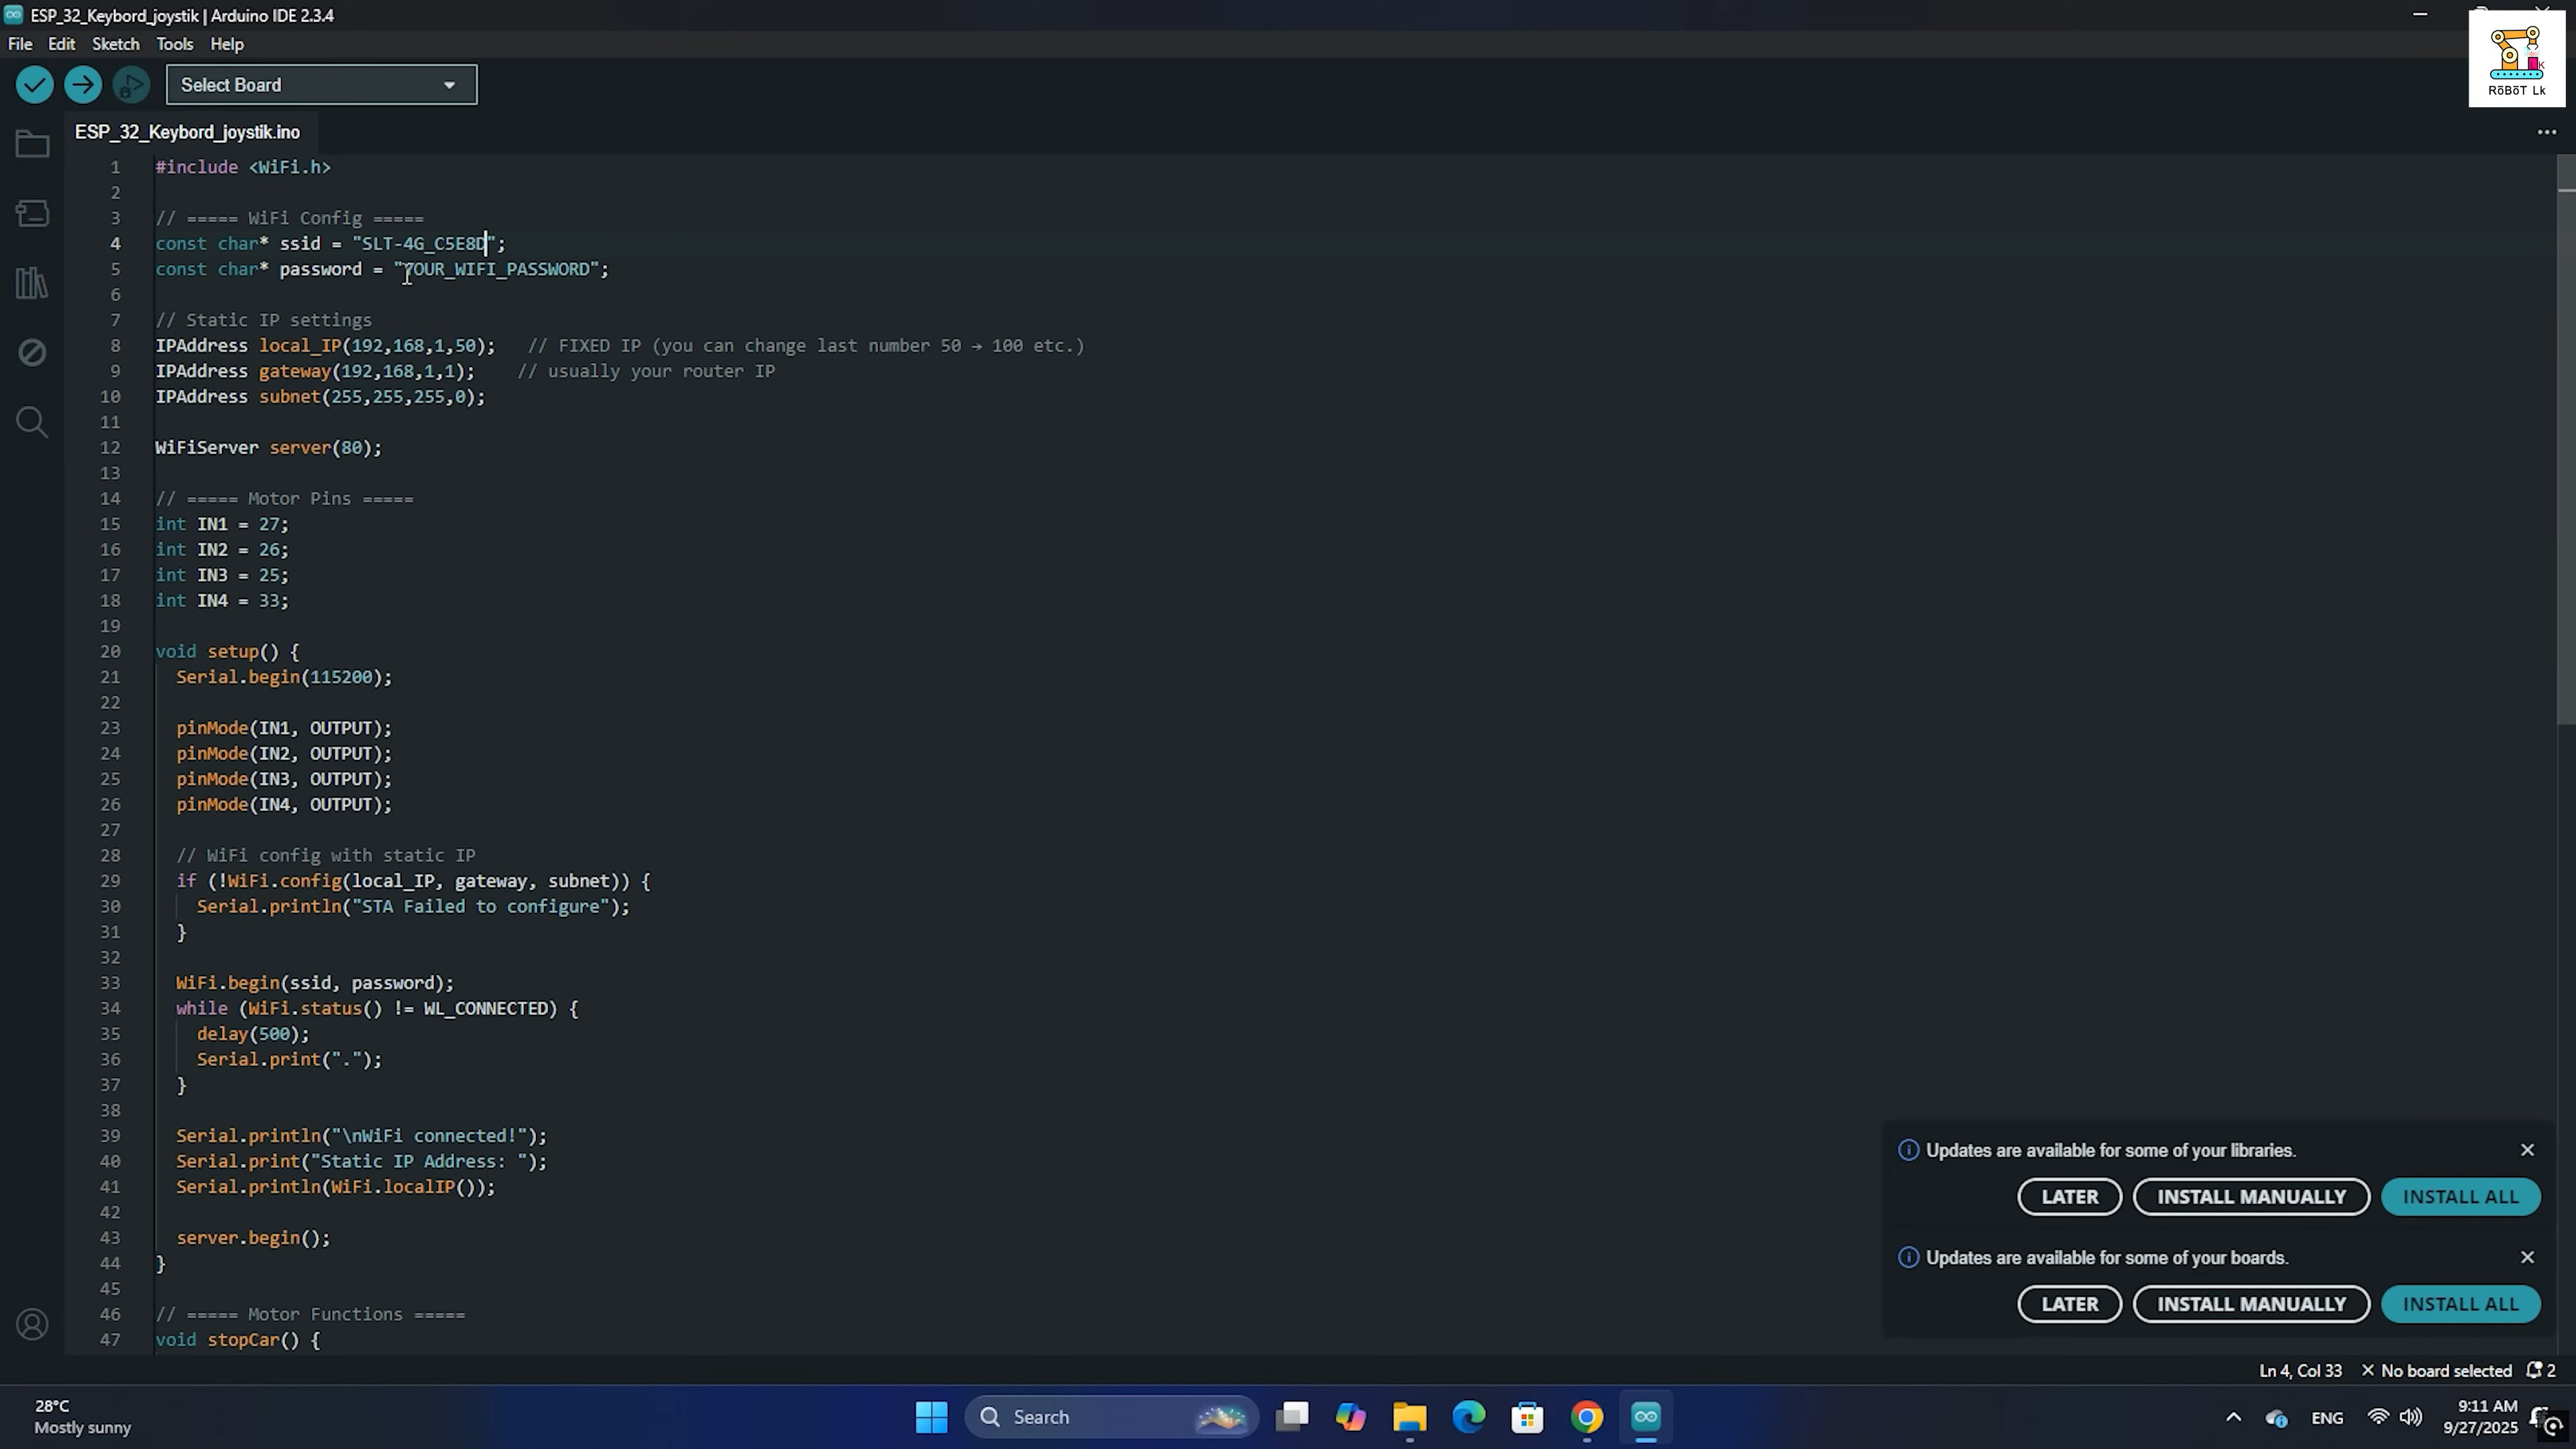 ESP_32_Keybord_joystik | Arduino IDE 2.3.4
File Edit Sketch Tools Help
Select Board
RöBöT Lk
ESP_32_Keybord_joystik.ino
1 #include <WiFi.h>
2
3 // ===== WiFi Config =====
4 const char* ssid = "SLT-4G_C5E8D";
5 const char* password = "YOUR_WIFI_PASSWORD";
6
7 // Static IP settings
8 IPAddress local_IP(192,168,1,50);   // FIXED IP (you can change last number 50 → 100 etc.)
9 IPAddress gateway(192,168,1,1);    // usually your router IP
10 IPAddress subnet(255,255,255,0);
11
12 WiFiServer server(80);
13
14 // ===== Motor Pins =====
15 int IN1 = 27;
16 int IN2 = 26;
17 int IN3 = 25;
18 int IN4 = 33;
19
20 void setup() {
21   Serial.begin(115200);
22
23   pinMode(IN1, OUTPUT);
24   pinMode(IN2, OUTPUT);
25   pinMode(IN3, OUTPUT);
26   pinMode(IN4, OUTPUT);
27
28   // WiFi config with static IP
29   if (!WiFi.config(local_IP, gateway, subnet)) {
30     Serial.println("STA Failed to configure");
31   }
32
33   WiFi.begin(ssid, password);
34   while (WiFi.status() != WL_CONNECTED) {
35     delay(500);
36     Serial.print(".");
37   }
38
39   Serial.println("\nWiFi connected!");
40   Serial.print("Static IP Address: ");
41   Serial.println(WiFi.localIP());
42
43   server.begin();
44 }
45
46 // ===== Motor Functions =====
47 void stopCar() {
Updates are available for some of your libraries.
LATER INSTALL MANUALLY INSTALL ALL
Updates are available for some of your boards.
LATER INSTALL MANUALLY INSTALL ALL
Ln 4, Col 33 × No board selected 2
28°C
Mostly sunny
Search
ENG
9:11 AM
9/27/2025